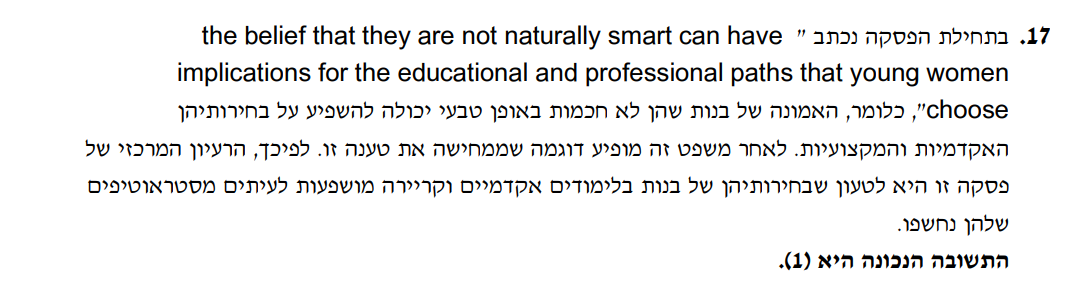 17. בתחילת הפסקה נכתב " the belief that they are not naturally smart can have
implications for the educational and professional paths that young women
choose", כלומר, האמונה של בנות שהן לא חכמות באופן טבעי יכולה להשפיע על בחירותיהן
האקדמיות והמקצועיות. לאחר משפט זה מופיע דוגמה שממחישה את טענה זו. לפיכך, הרעיון המרכזי של
פסקה זו היא לטעון שבחירותיהן של בנות בלימודים אקדמיים וקריירה מושפעות לעיתים מסטראוטיפים
שלהן נחשפו.
התשובה הנכונה היא (1).